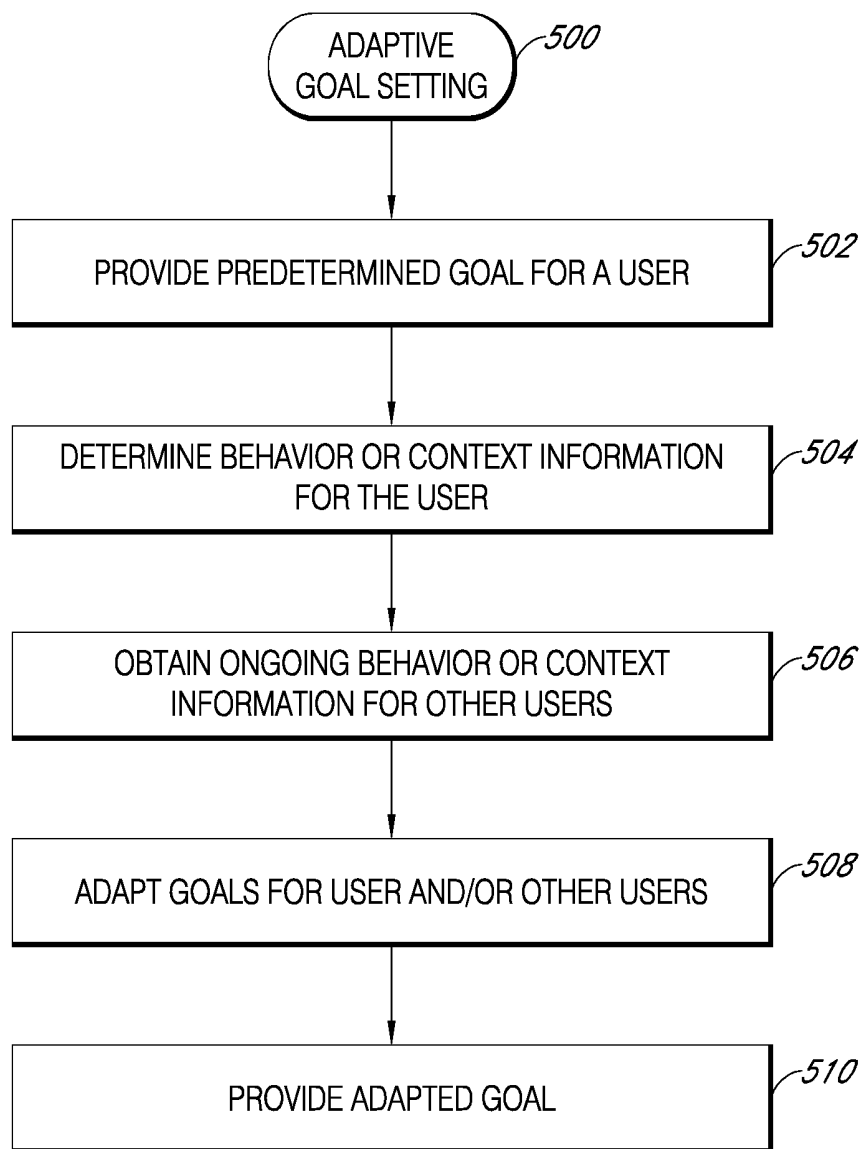 ADAPTIVE
GOAL SETTING
500
PROVIDE PREDETERMINED GOAL FOR A USER
502
DETERMINE BEHAVIOR OR CONTEXT INFORMATION
FOR THE USER
504
OBTAIN ONGOING BEHAVIOR OR CONTEXT
INFORMATION FOR OTHER USERS
506
ADAPT GOALS FOR USER AND/OR OTHER USERS
508
PROVIDE ADAPTED GOAL
510